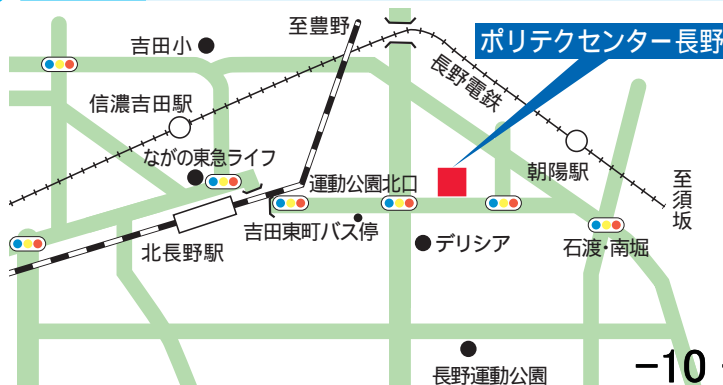 至豊野
吉田小
ポリテクセンター長野
長野電鉄
信濃吉田駅
ながの東急ライフ
運動公園北口
朝陽駅
至須坂
吉田東町バス停
デリシア
石渡・南堀
北長野駅
長野運動公園
−10